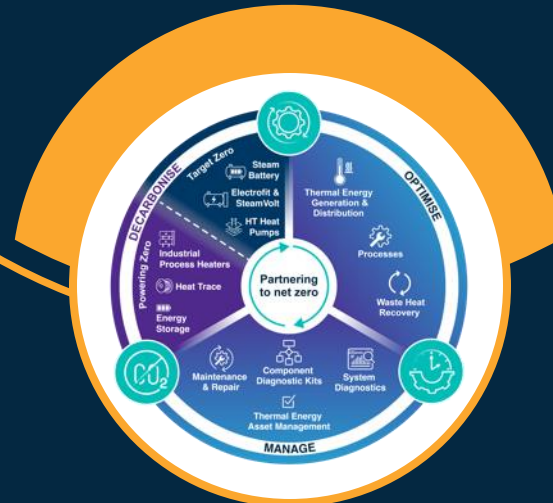 DECARBONISE
Target Zero
Steam
Battery
Electrofit &
SteamVolt
HT Heat
Pumps
Powering Zero
Industrial
Process Heaters
Heat Trace
Energy
Storage
OPTIMISE
Thermal Energy
Generation &
Distribution
Processes
Waste Heat
Recovery
Partnering
to net zero
CO2
Maintenance
& Repair
Component
Diagnostic Kits
System
Diagnostics
Thermal Energy
Asset Management
MANAGE